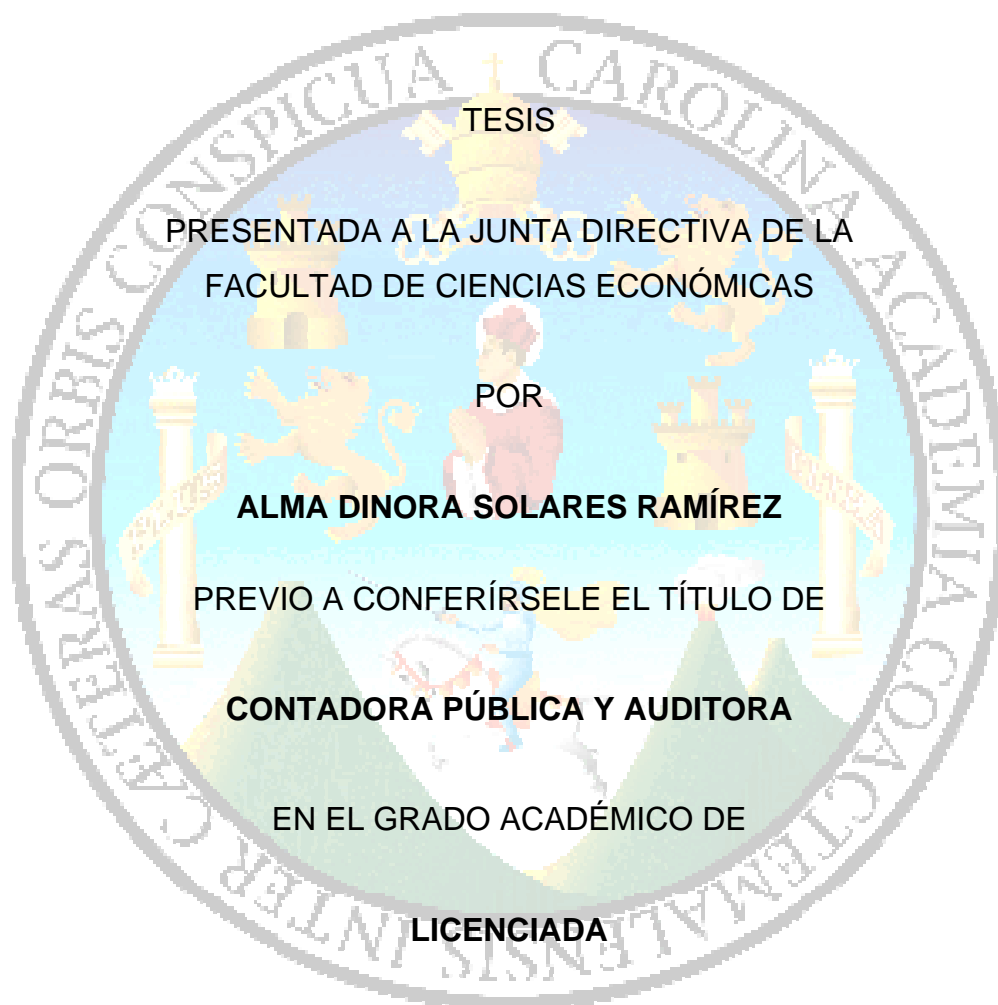 TESIS
PRESENTADA A LA JUNTA DIRECTIVA DE LA
FACULTAD DE CIENCIAS ECONÓMICAS
POR
ALMA DINORA SOLARES RAMÍREZ
PREVIO A CONFERÍRSELE EL TÍTULO DE
CONTADORA PÚBLICA Y AUDITORA
EN EL GRADO ACADÉMICO DE
LICENCIADA
CAROLINA ACADEMIA COACTEMALENSIS INTER CÆTERAS ORBIS CONSPICUA